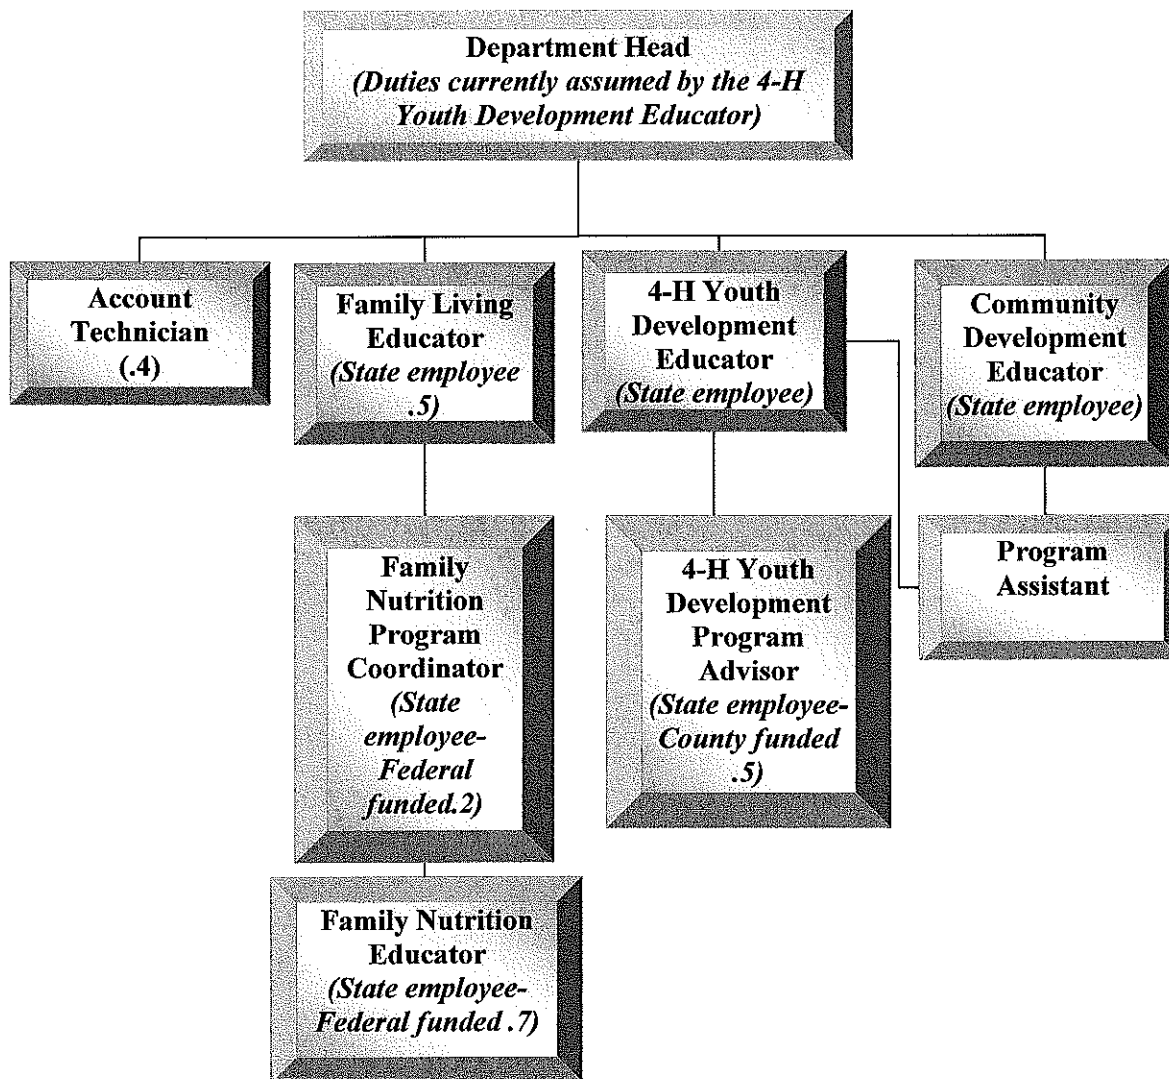 Department Head
(Duties currently assumed by the 4-H
Youth Development Educator)
Account
Technician
(.4)
Family Living
Educator
(State employee
.5)
4-H Youth
Development
Educator
(State employee)
Community
Development
Educator
(State employee)
Family
Nutrition
Program
Coordinator
(State
employee-
Federal
funded.2)
4-H Youth
Development
Program
Advisor
(State employee-
County funded
.5)
Program
Assistant
Family Nutrition
Educator
(State employee-
Federal funded .7)